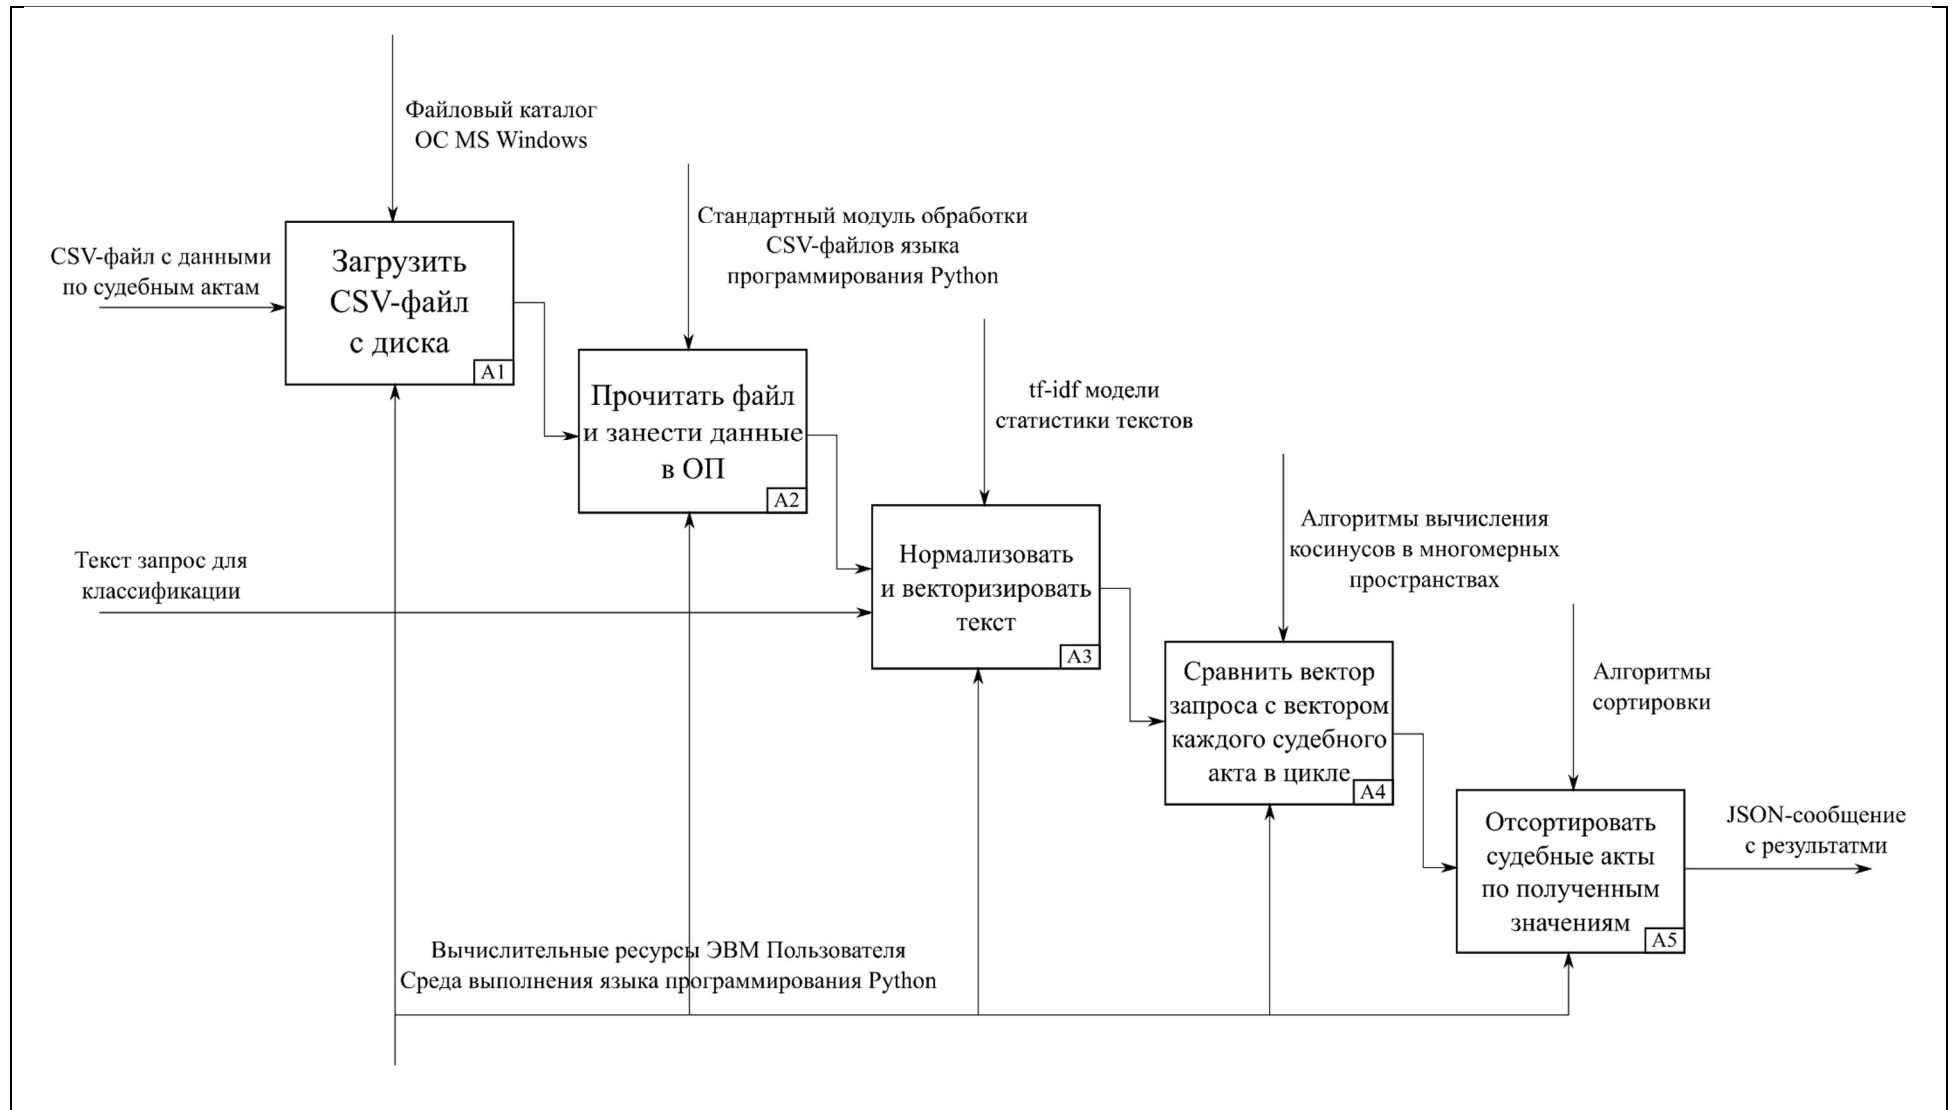 Файловый каталог
ОС MS Windows
Стандартный модуль обработки
CSV-файлов языка
программирования Python
CSV-файл с данными
по судебным актам
Загрузить
CSV-файл
с диска
A1
Прочитать файл
и занести данные
в ОП
A2
tf-idf модели
статистики текстов
Текст запрос для
классификации
Нормализовать
и векторизировать
текст
A3
Алгоритмы вычисления
косинусов в многомерных
пространствах
Сравнить вектор
запроса с вектором
каждого судебного
акта в цикле
A4
Алгоритмы
сортировки
Отсортировать
судебные акты
по полученным
значениям
A5
JSON-сообщение
с результатми
Вычислительные ресурсы ЭВМ Пользователя
Среда выполнения языка программирования Python